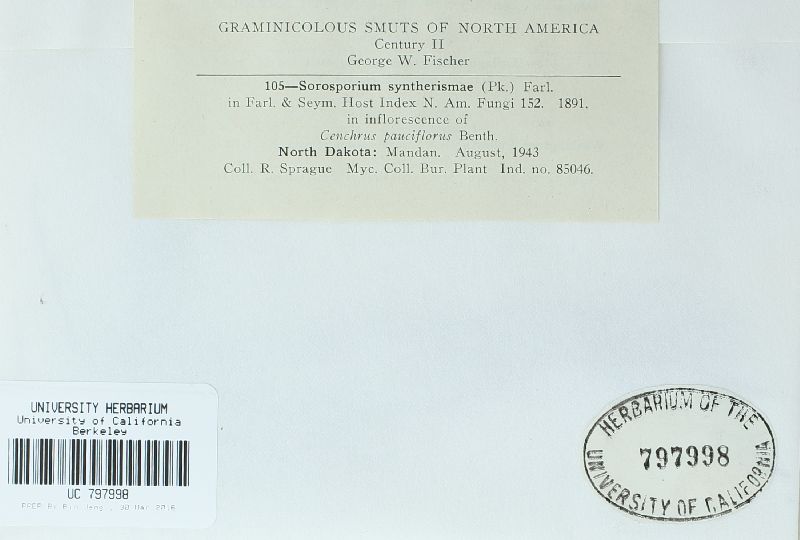 GRAMINICOLOUS SMUTS OF NORTH AMERICA
Century II
George W. Fischer
105—Sorosporium syntherismae (Pk.) Farl.
in Farl. & Seym. Host Index N. Am. Fungi 152. 1891.
in inflorescence of
Cenchrus pauciflorus Benth.
North Dakota: Mandan. August, 1943
Coll. R. Sprague Myc. Coll. Bur. Plant Ind. no. 85046.
UNIVERSITY HERBARIUM
University of California
Berkeley
UC 797998
HERBARIUM OF THE
797998
UNIVERSITY OF CALIFORNIA